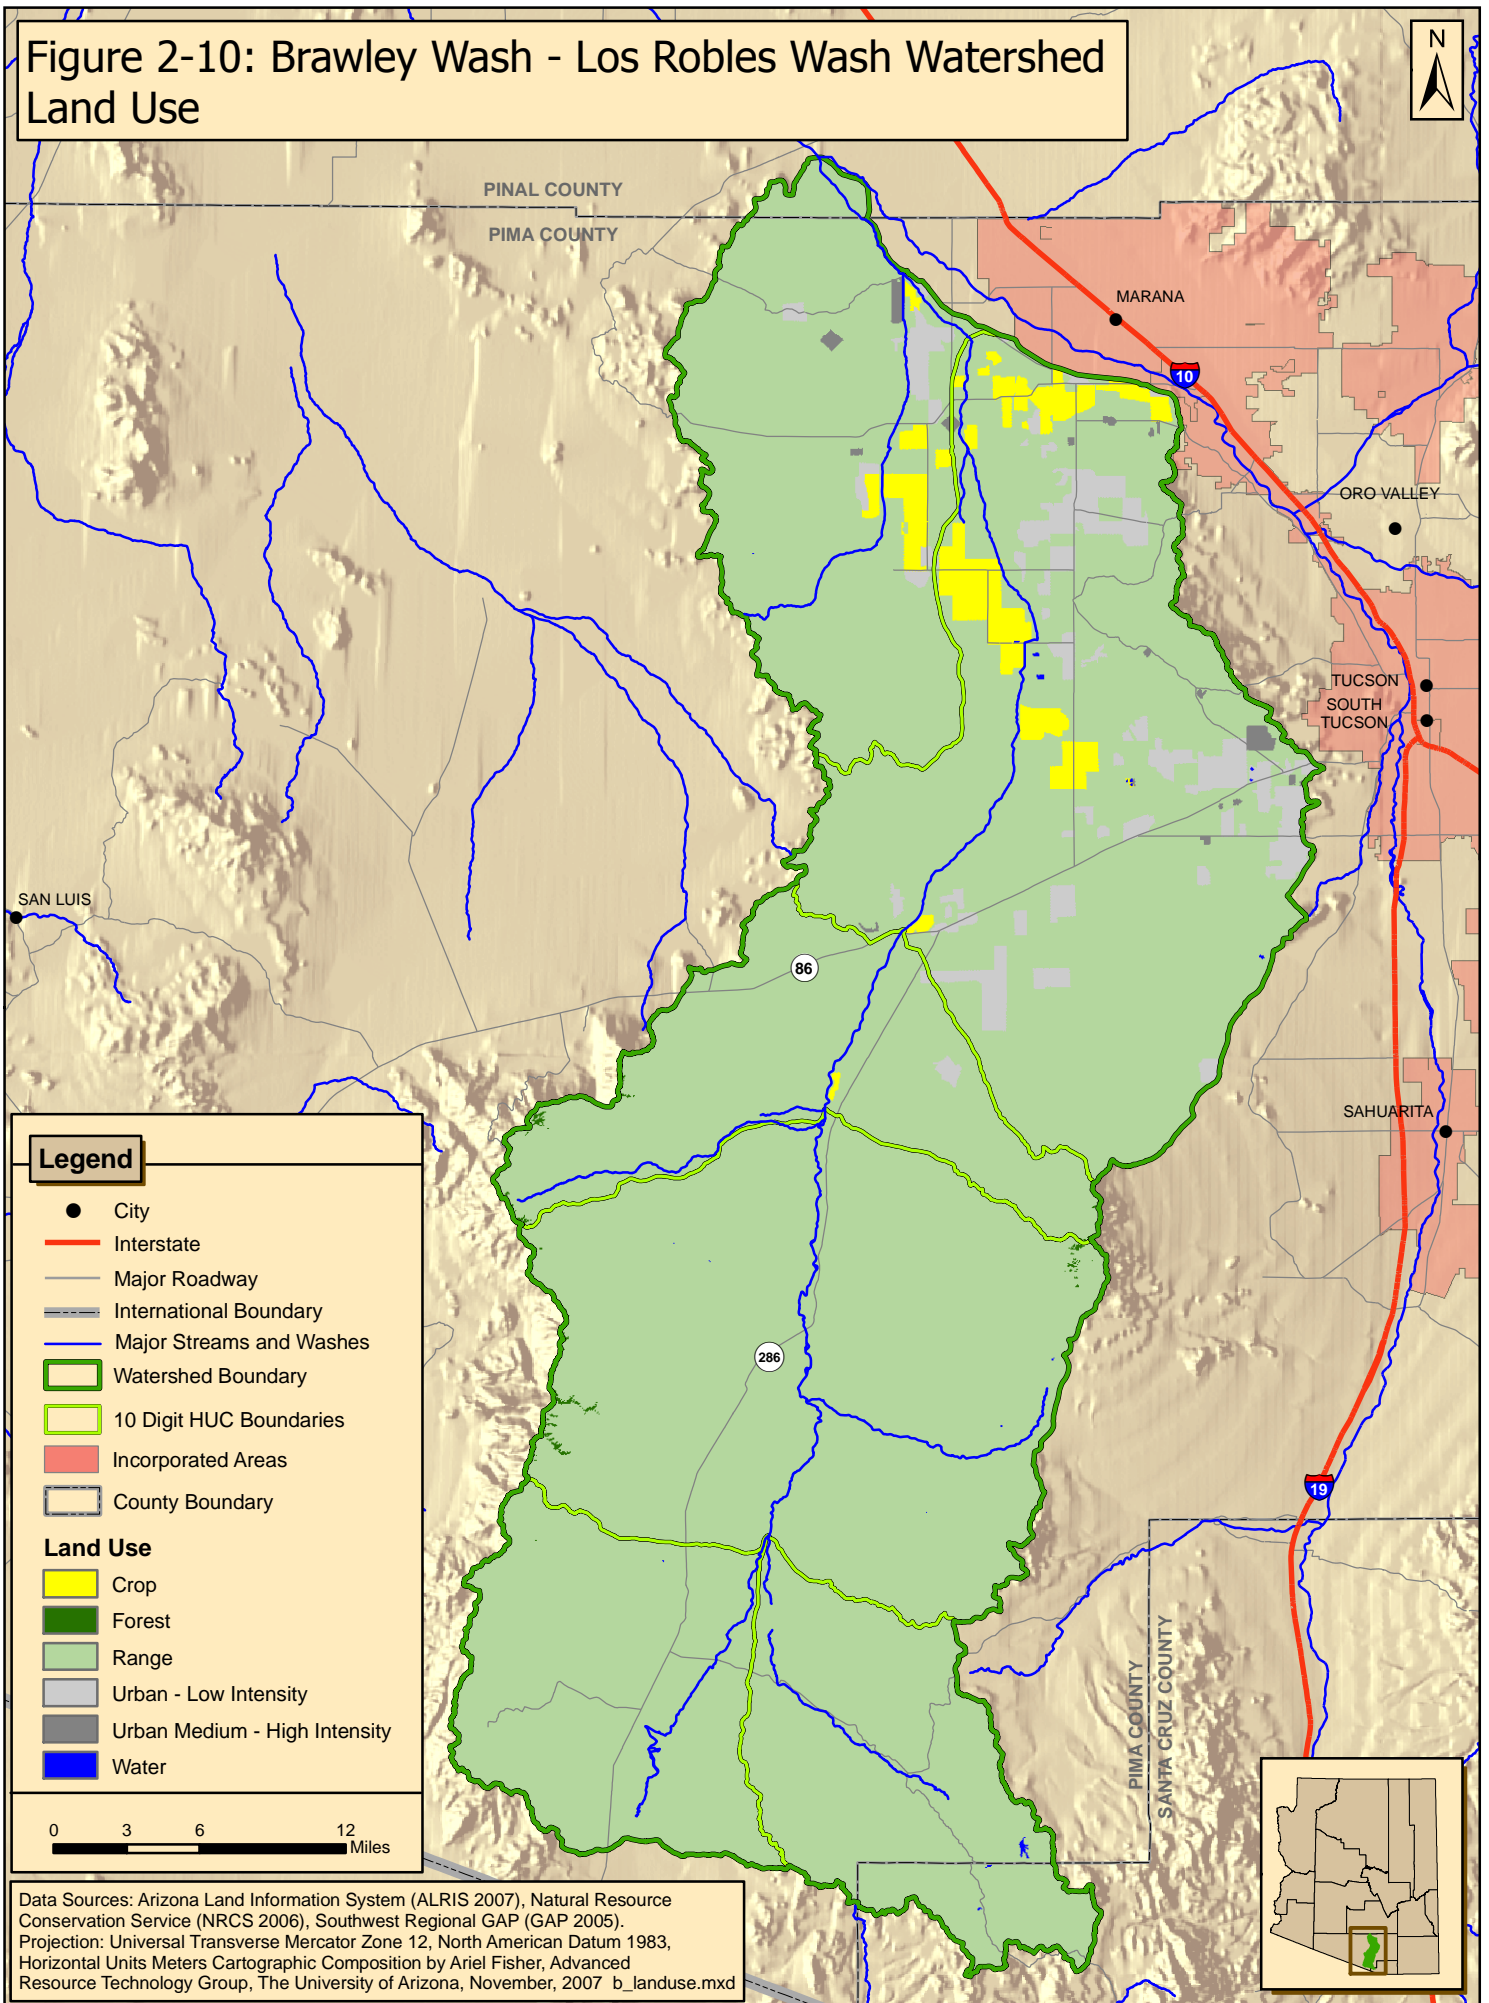 Figure 2-10: Brawley Wash - Los Robles Wash Watershed
Land Use
N
PINAL COUNTY
PIMA COUNTY
MARANA
10
ORO VALLEY
TUCSON
SOUTH
TUCSON
SAN LUIS
86
SAHUARITA
286
19
PIMA COUNTY
SANTA CRUZ COUNTY
Legend
City
Interstate
Major Roadway
International Boundary
Major Streams and Washes
Watershed Boundary
10 Digit HUC Boundaries
Incorporated Areas
County Boundary
Land Use
Crop
Forest
Range
Urban - Low Intensity
Urban Medium - High Intensity
Water
0 3 6 12
Miles
Data Sources: Arizona Land Information System (ALRIS 2007), Natural Resource
Conservation Service (NRCS 2006), Southwest Regional GAP (GAP 2005).
Projection: Universal Transverse Mercator Zone 12, North American Datum 1983,
Horizontal Units Meters Cartographic Composition by Ariel Fisher, Advanced
Resource Technology Group, The University of Arizona, November, 2007 b_landuse.mxd